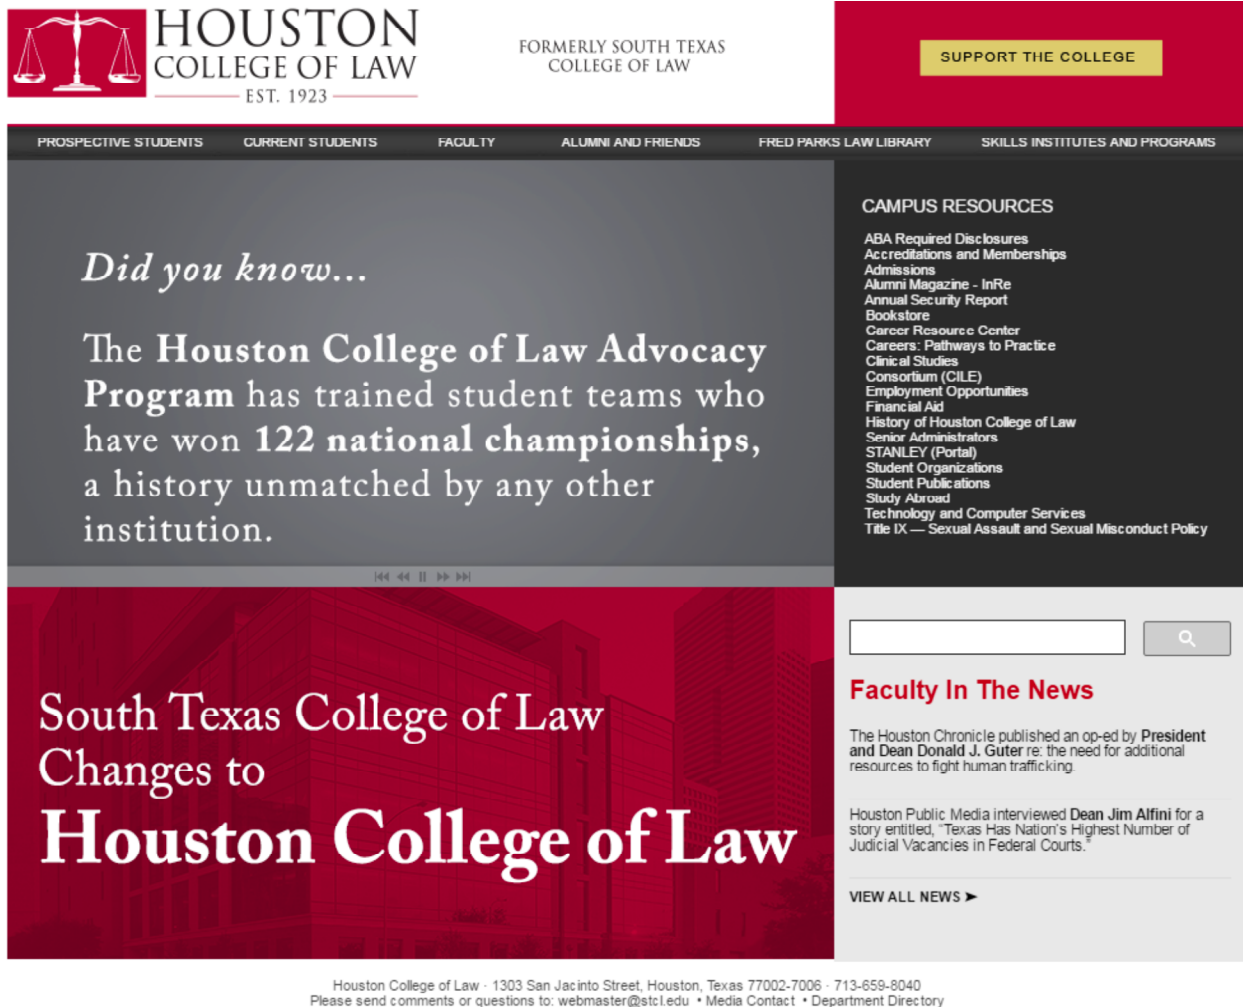 HOUSTON
COLLEGE OF LAW
EST. 1923
FORMERLY SOUTH TEXAS
COLLEGE OF LAW
SUPPORT THE COLLEGE
PROSPECTIVE STUDENTS CURRENT STUDENTS FACULTY ALUMNI AND FRIENDS FRED PARKS LAW LIBRARY SKILLS INSTITUTES AND PROGRAMS
Did you know...
The Houston College of Law Advocacy
Program has trained student teams who
have won 122 national championships,
a history unmatched by any other
institution.
CAMPUS RESOURCES
ABA Required Disclosures
Accreditations and Memberships
Admissions
Alumni Magazine - InRe
Annual Security Report
Bookstore
Career Resource Center
Careers: Pathways to Practice
Clinical Studies
Consortium (CILE)
Employment Opportunities
Financial Aid
History of Houston College of Law
Senior Administrators
STANLEY (Portal)
Student Organizations
Student Publications
Study Abroad
Technology and Computer Services
Title IX — Sexual Assault and Sexual Misconduct Policy
South Texas College of Law
Changes to
Houston College of Law
Faculty In The News
The Houston Chronicle published an op-ed by President
and Dean Donald J. Guter re: the need for additional
resources to fight human trafficking.
Houston Public Media interviewed Dean Jim Alfini for a
story entitled, "Texas Has Nation's Highest Number of
Judicial Vacancies in Federal Courts."
VIEW ALL NEWS ➤
Houston College of Law · 1303 San Jacinto Street, Houston, Texas 77002-7006 · 713-659-8040
Please send comments or questions to: webmaster@stcl.edu • Media Contact • Department Directory